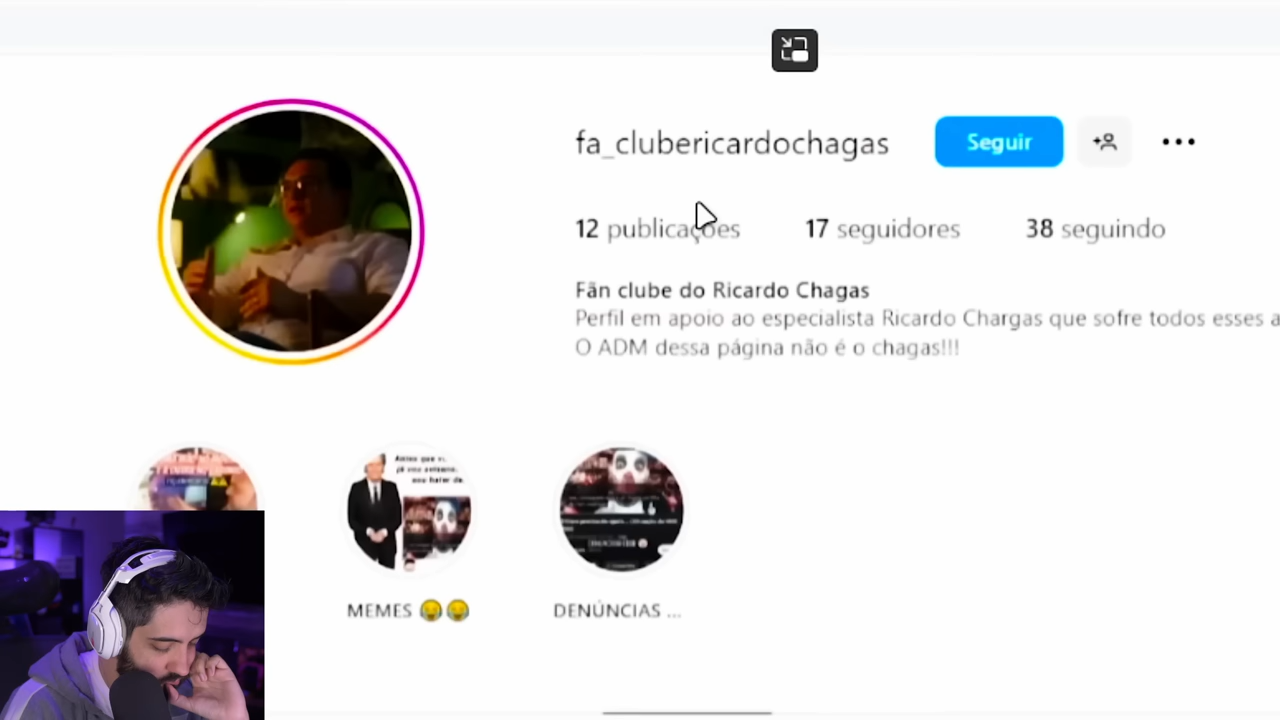 fa_clubericardochagas
Seguir
12 publicações
17 seguidores
38 seguindo
Fãn clube do Ricardo Chagas
Perfil em apoio ao especialista Ricardo Chargas que sofre todos esses a
O ADM dessa página não é o chagas!!!
MEMES 😂😂
DENÚNCIAS ...